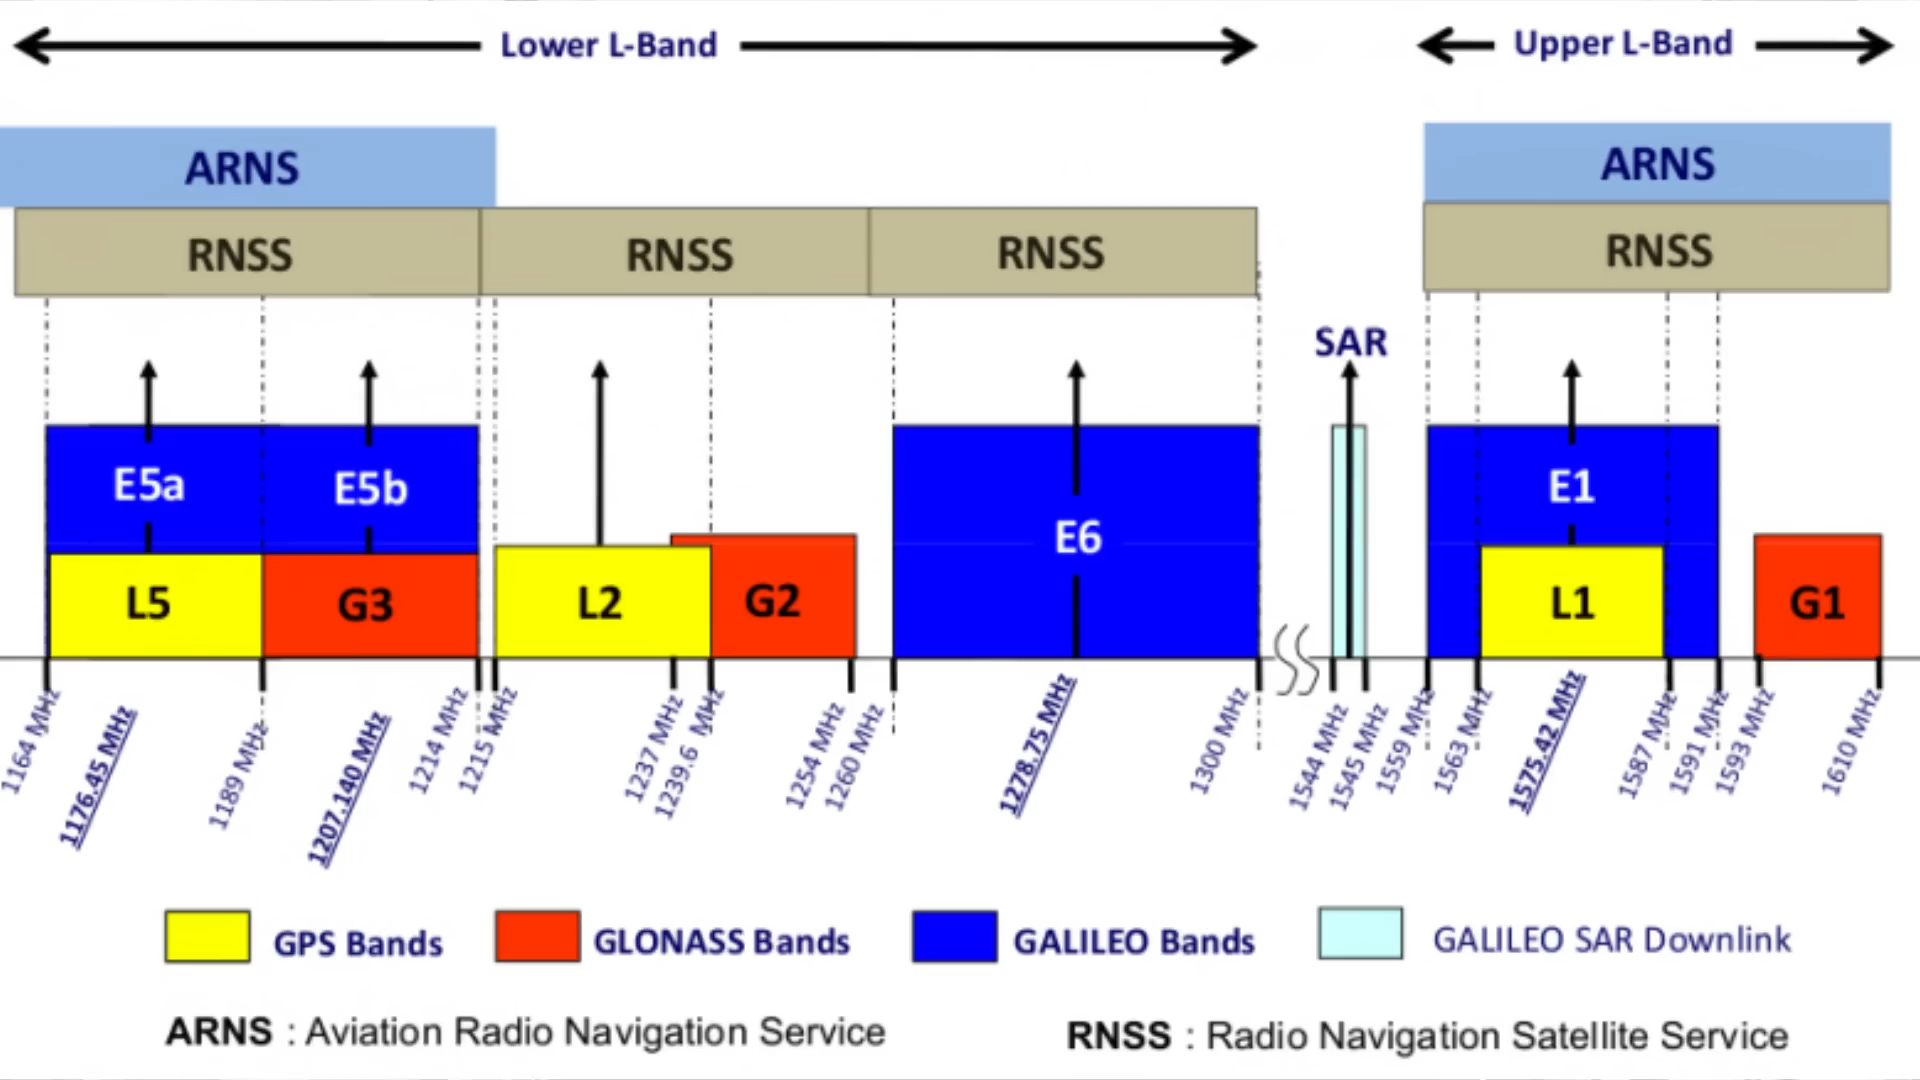 Lower L-Band
Upper L-Band
ARNS
ARNS
RNSS
RNSS
RNSS
RNSS
SAR
E5a
E5b
E6
E1
L5
G3
L2
G2
L1
G1
1164 MHz
1176.45 MHz
1189 MHz
1207.140 MHz
1214 MHz
1215 MHz
1237 MHz
1239.6 MHz
1254 MHz
1260 MHz
1278.75 MHz
1300 MHz
1544 MHz
1545 MHz
1559 MHz
1563 MHz
1575.42 MHz
1587 MHz
1591 MHz
1593 MHz
1610 MHz
GPS Bands
GLONASS Bands
GALILEO Bands
GALILEO SAR Downlink
ARNS : Aviation Radio Navigation Service
RNSS : Radio Navigation Satellite Service